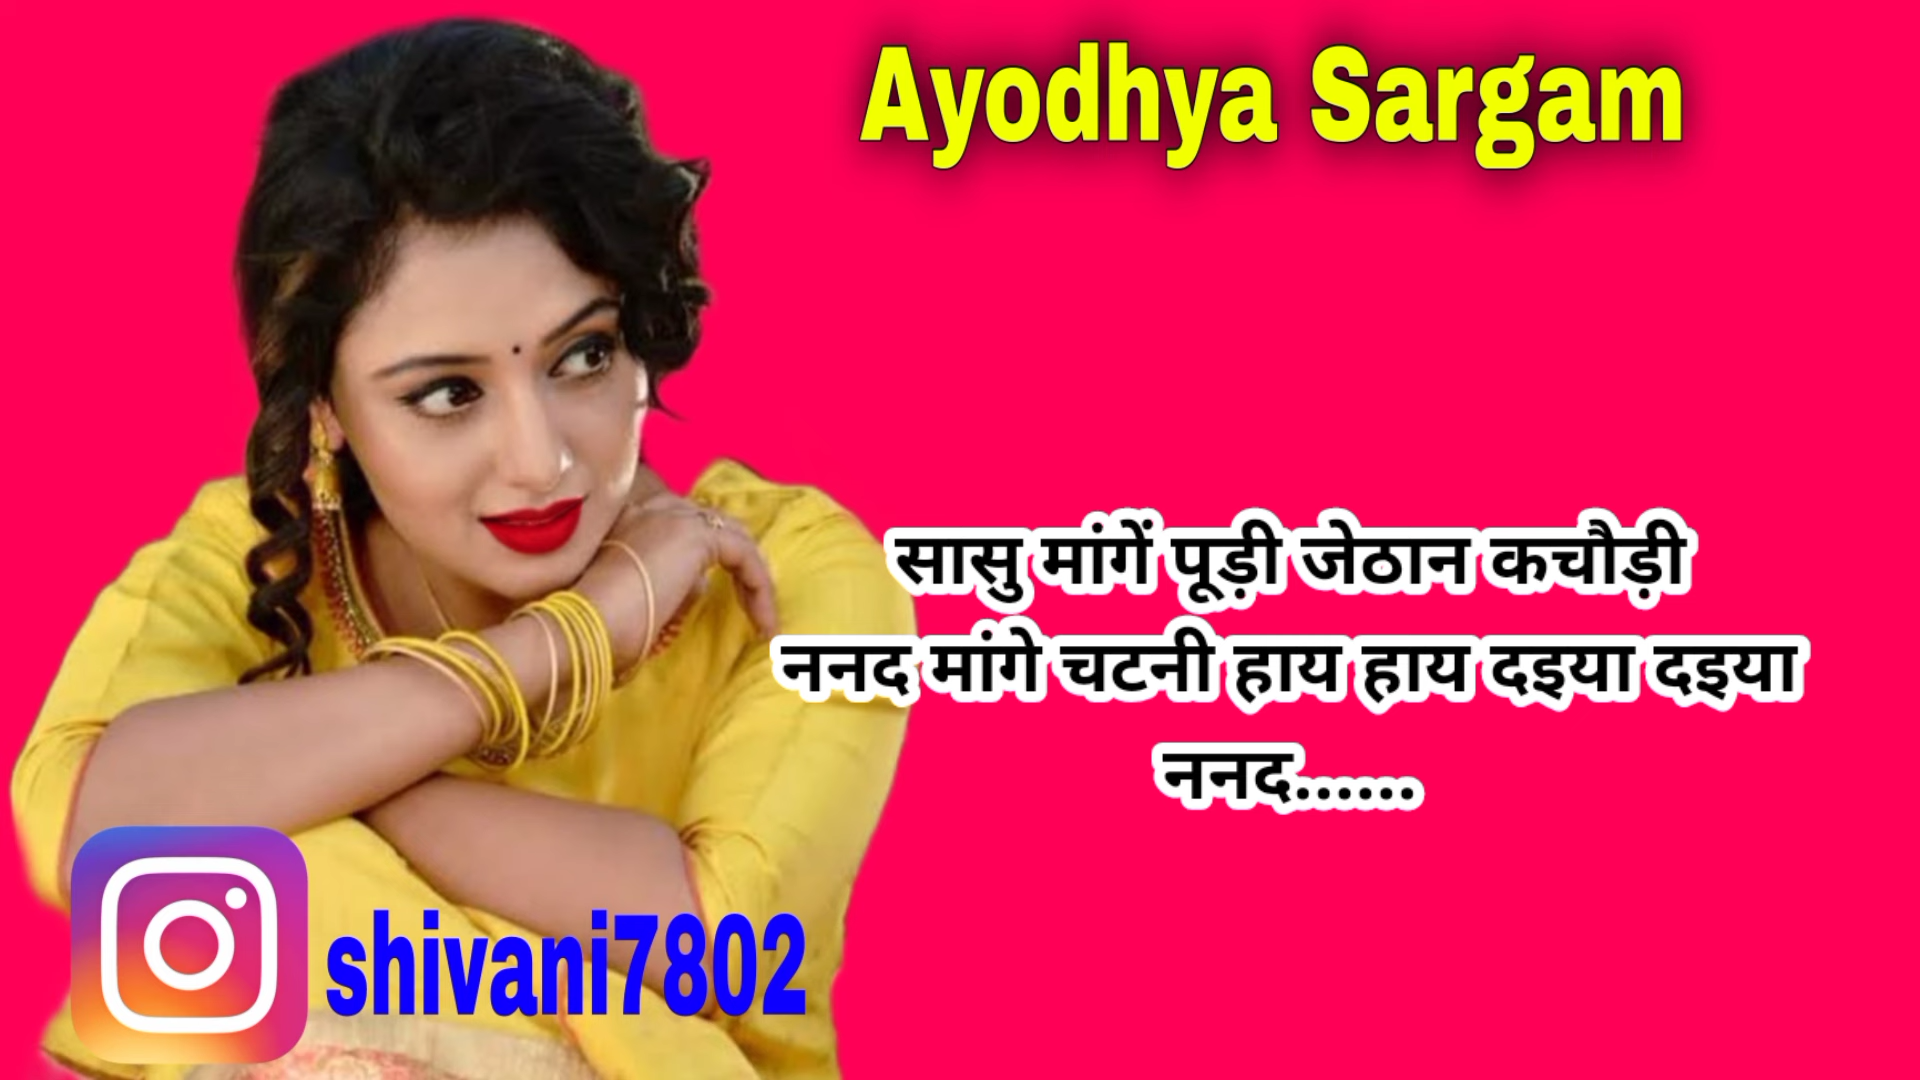 Ayodhya Sargam
सासु मांगें पूड़ी जेठान कचौड़ी
ननद मांगे चटनी हाय हाय दइया दइया
ननद......
shivani7802